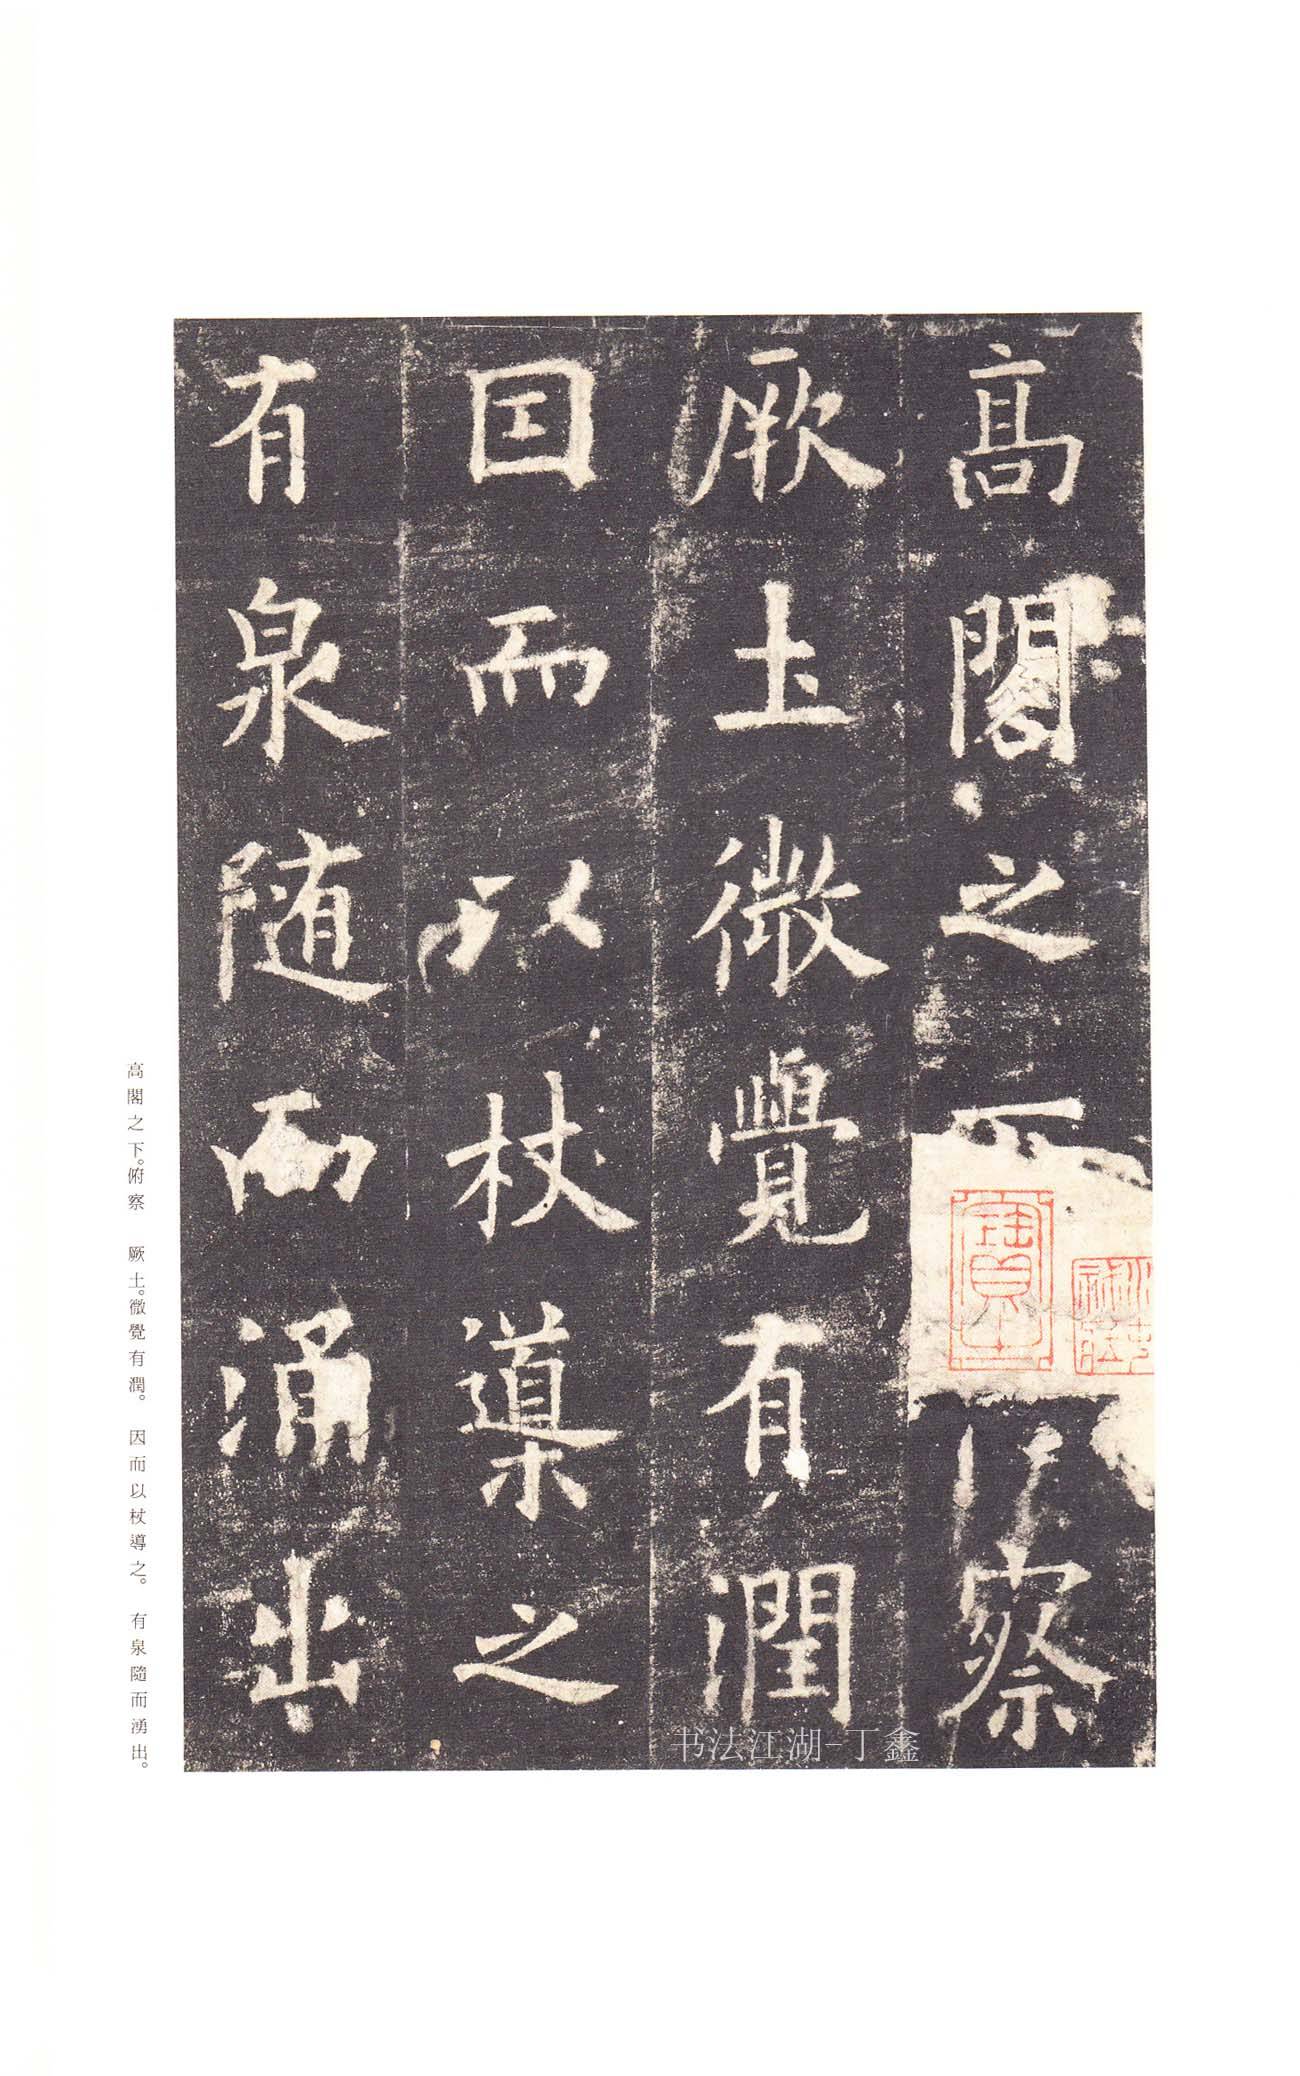 高閣之下俯察
厥土微覺有潤
因而以杖導之
有泉随而涌出
高閣之下。俯察　厥土。微覺有潤。　因而以杖導之。　有泉隨而湧出。
书法江湖-丁鑫